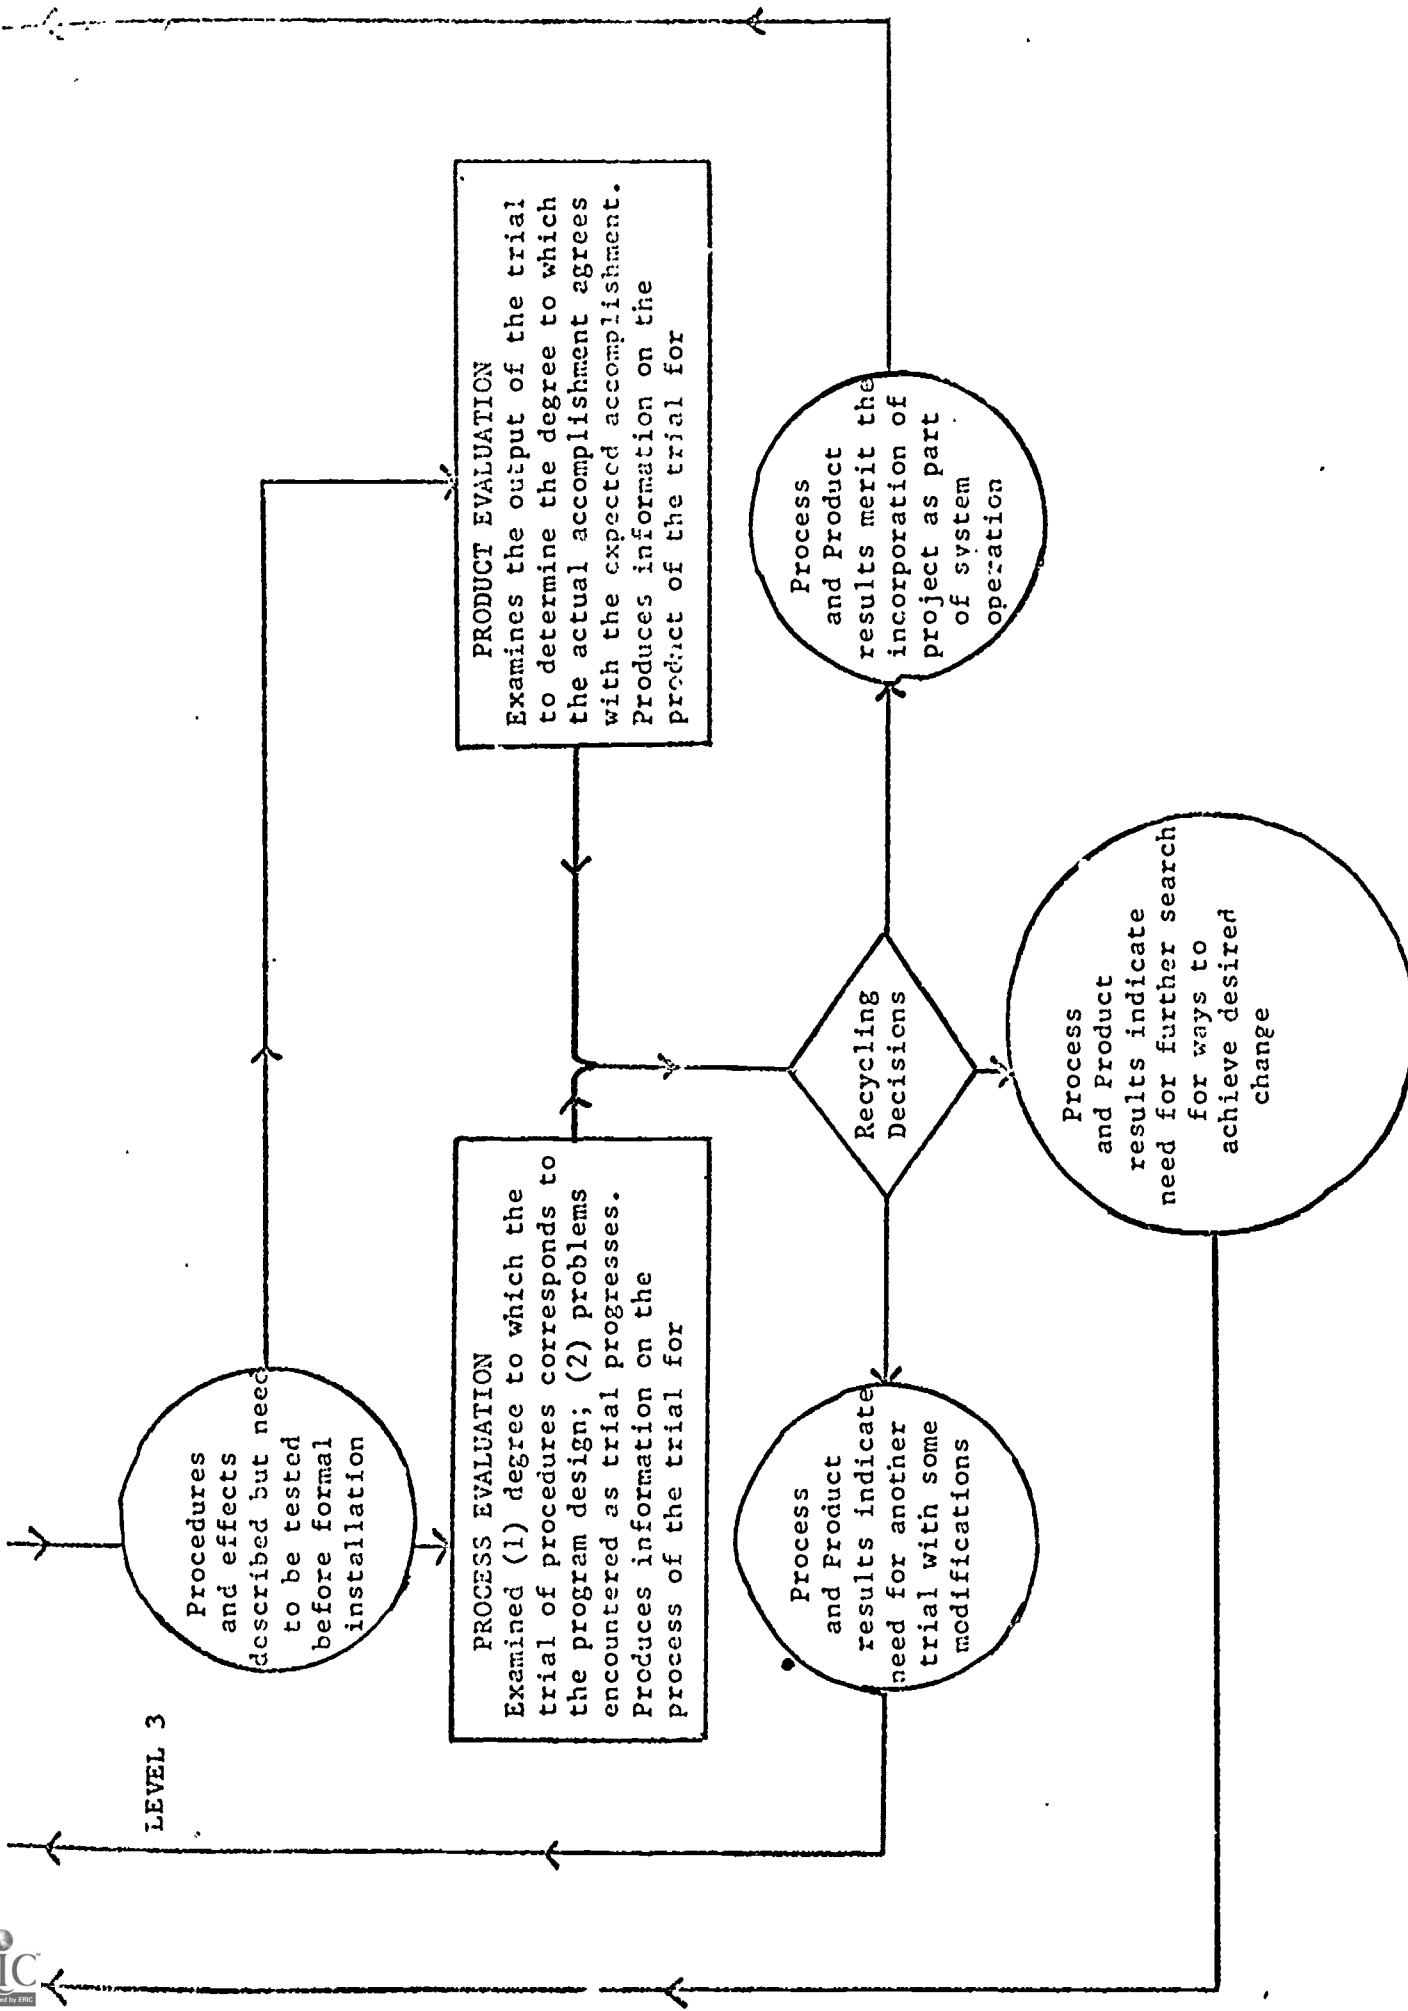 LEVEL 3
Procedures
and effects
described but need
to be tested
before formal
installation
PROCESS EVALUATION
Examined (1) degree to which the
trial of procedures corresponds to
the program design; (2) problems
encountered as trial progresses.
Produces information on the
process of the trial for
PRODUCT EVALUATION
Examines the output of the trial
to determine the degree to which
the actual accomplishment agrees
with the expected accomplishment.
Produces information on the
product of the trial for
Recycling
Decisions
Process
and Product
results indicate
need for another
trial with some
modifications
Process
and Product
results merit the
incorporation of
project as part
of system
operation
Process
and Product
results indicate
need for further search
for ways to
achieve desired
change